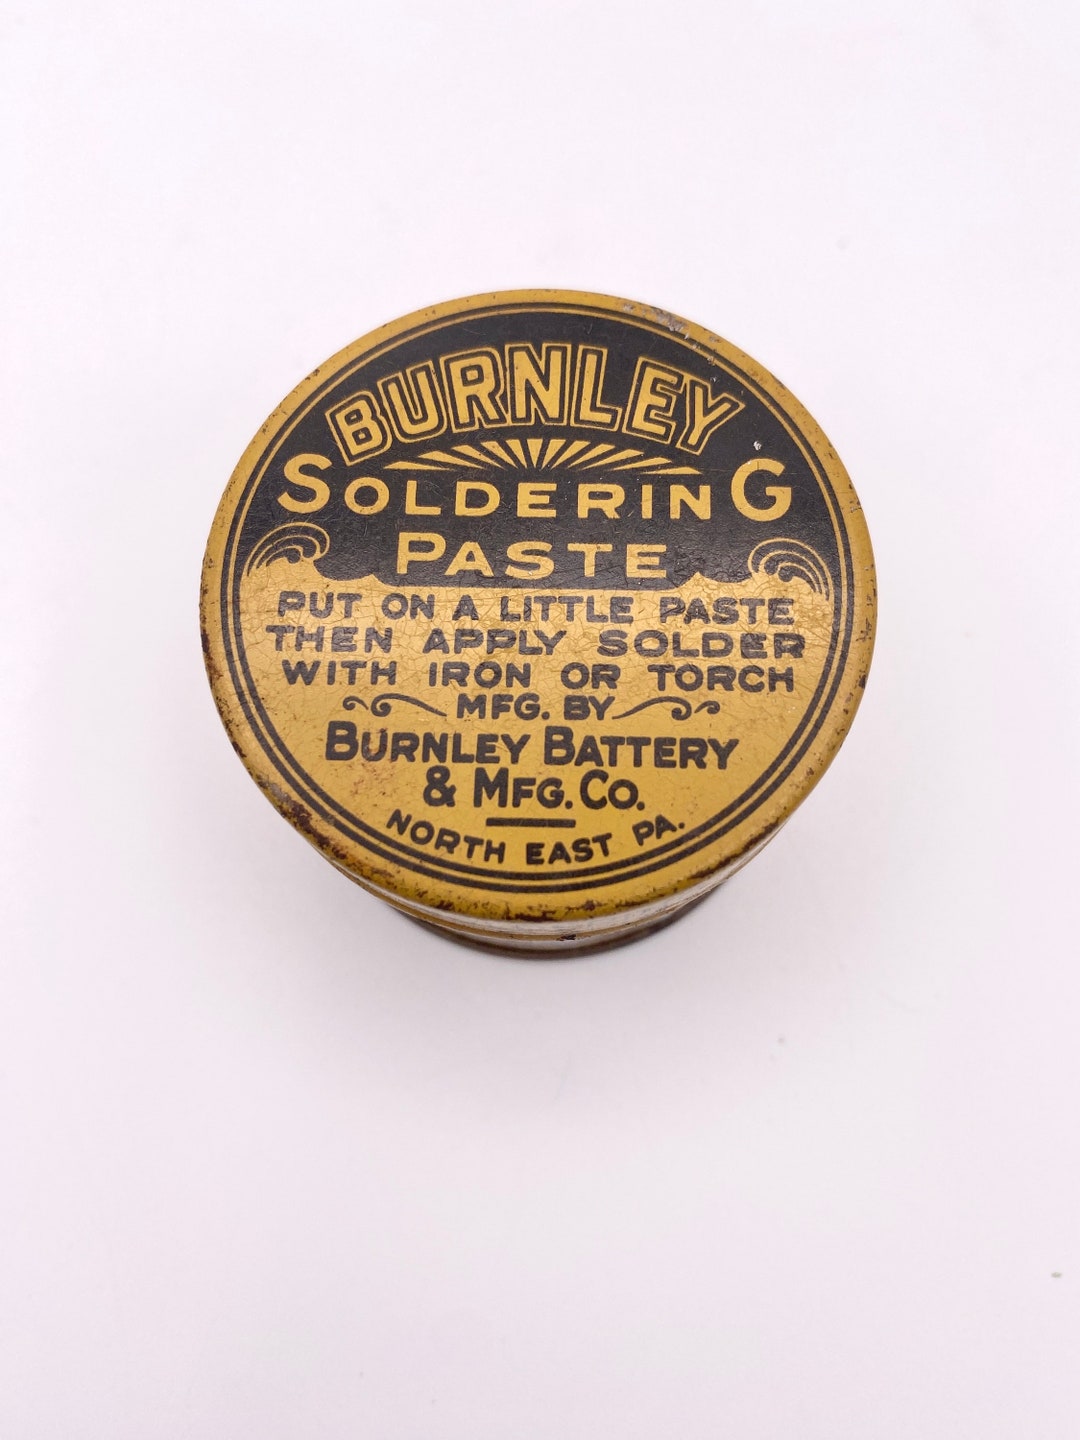 BURNLEY
SOLDERING
PASTE
PUT ON A LITTLE PASTE
THEN APPLY SOLDER
WITH IRON OR TORCH
MFG. BY
BURNLEY BATTERY
& MFG. CO.
NORTH EAST PA.